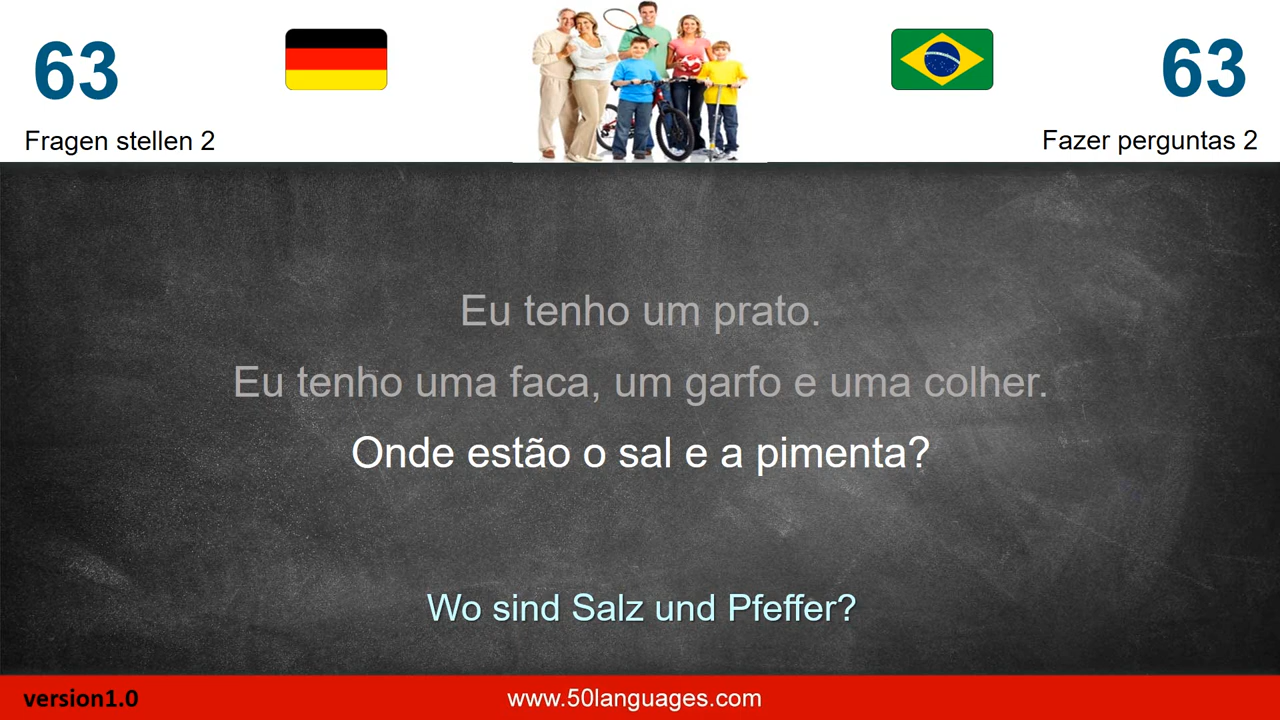 63
63
Fragen stellen 2
Fazer perguntas 2
Eu tenho um prato.
Eu tenho uma faca, um garfo e uma colher.
Onde estão o sal e a pimenta?
Wo sind Salz und Pfeffer?
version1.0
www.50languages.com